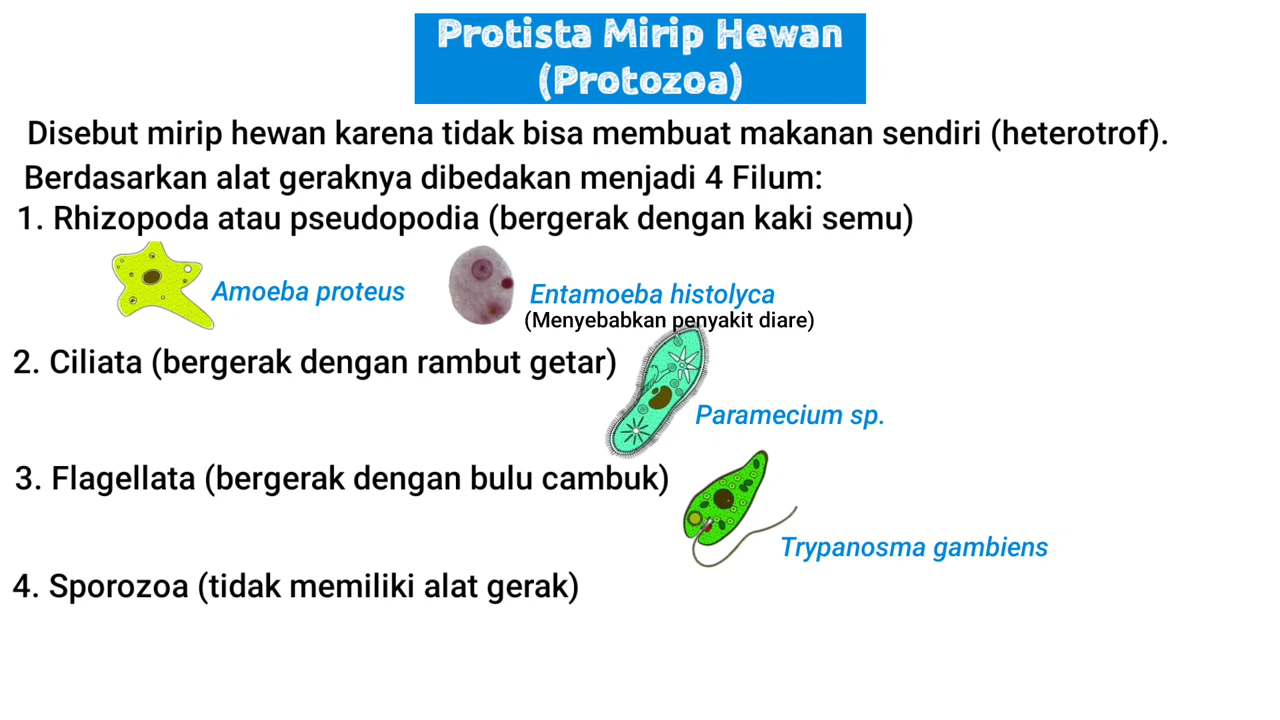 Protista Mirip Hewan
(Protozoa)
Disebut mirip hewan karena tidak bisa membuat makanan sendiri (heterotrof).
Berdasarkan alat geraknya dibedakan menjadi 4 Filum:
1. Rhizopoda atau pseudopodia (bergerak dengan kaki semu)
Amoeba proteus
Entamoeba histolyca
(Menyebabkan penyakit diare)
2. Ciliata (bergerak dengan rambut getar)
Paramecium sp.
3. Flagellata (bergerak dengan bulu cambuk)
Trypanosma gambiens
4. Sporozoa (tidak memiliki alat gerak)